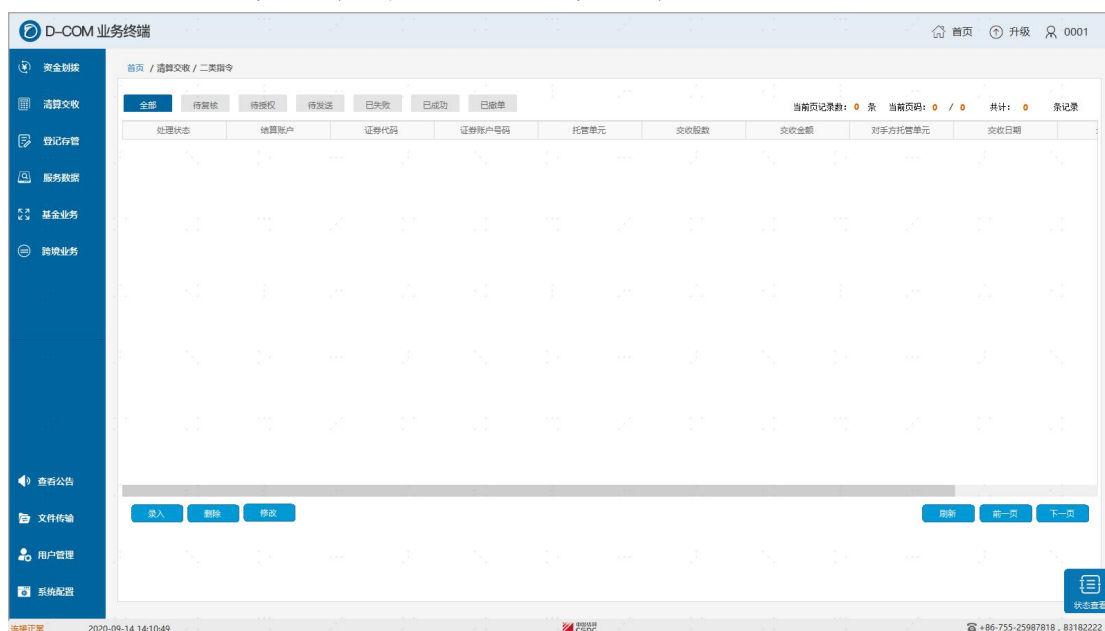 D-COM 业务终端
首页 升级 0001
资金划拨
清算交收
登记存管
服务数据
基金业务
跨境业务
查看公告
文件传输
用户管理
系统配置
首页 / 清算交收 / 二类指令
全部 待复核 待授权 待发送 已失败 已成功 已撤单
当前页记录数: 0 条 当前页码: 0 / 0 共计: 0 条记录
处理状态 结算账户 证券代码 证券账户号码 托管单元 交收股数 交收金额 对手方托管单元 交收日期
录入 删除 修改 刷新 前一页 下一页
状态查看
连接正常 2020-09-14 14:10:49 中国结算 CSDC +86-755-25987818 , 83182222